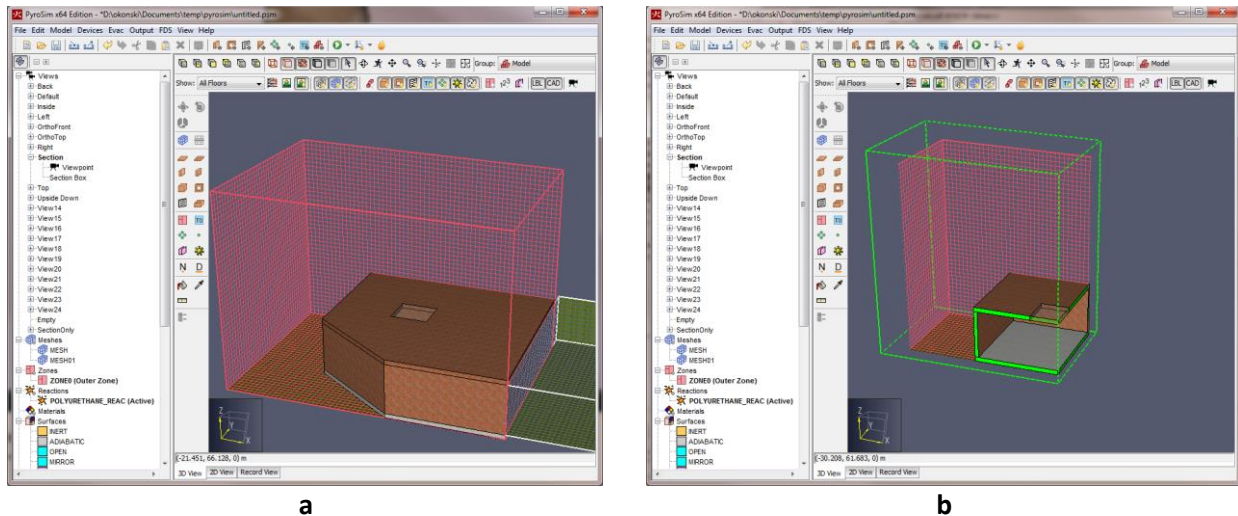 PyroSim x64 Edition - *D:\okonski\Documents\temp\pyrosim\untitled.psm
File Edit Model Devices Evac Output FDS View Help
Group: Model
Show: All Floors
LBL CAD
Views
Back
Default
Inside
Left
OrthoFront
OrthoTop
Right
Section
Viewpoint
Section Box
Top
Upside Down
View14
View15
View16
View17
View18
View19
View20
View21
View22
View23
View24
Empty
SectionOnly
Meshes
MESH
MESH01
Zones
ZONE0 (Outer Zone)
Reactions
POLYURETHANE_REAC (Active)
Materials
Surfaces
INERT
ADIABATIC
OPEN
MIRROR
N D
Z
Y
X
(-21.451, 66.128, 0) m
3D View 2D View Record View
a
PyroSim x64 Edition - *D:\okonski\Documents\temp\pyrosim\untitled.psm
File Edit Model Devices Evac Output FDS View Help
Group: Model
Show: All Floors
LBL CAD
Views
Back
Default
Inside
Left
OrthoFront
OrthoTop
Right
Section
Viewpoint
Section Box
Top
Upside Down
View14
View15
View16
View17
View18
View19
View20
View21
View22
View23
View24
Empty
SectionOnly
Meshes
MESH
MESH01
Zones
ZONE0 (Outer Zone)
Reactions
POLYURETHANE_REAC (Active)
Materials
Surfaces
INERT
ADIABATIC
OPEN
MIRROR
N D
Z
Y
X
(-30.208, 61.683, 0) m
3D View 2D View Record View
b